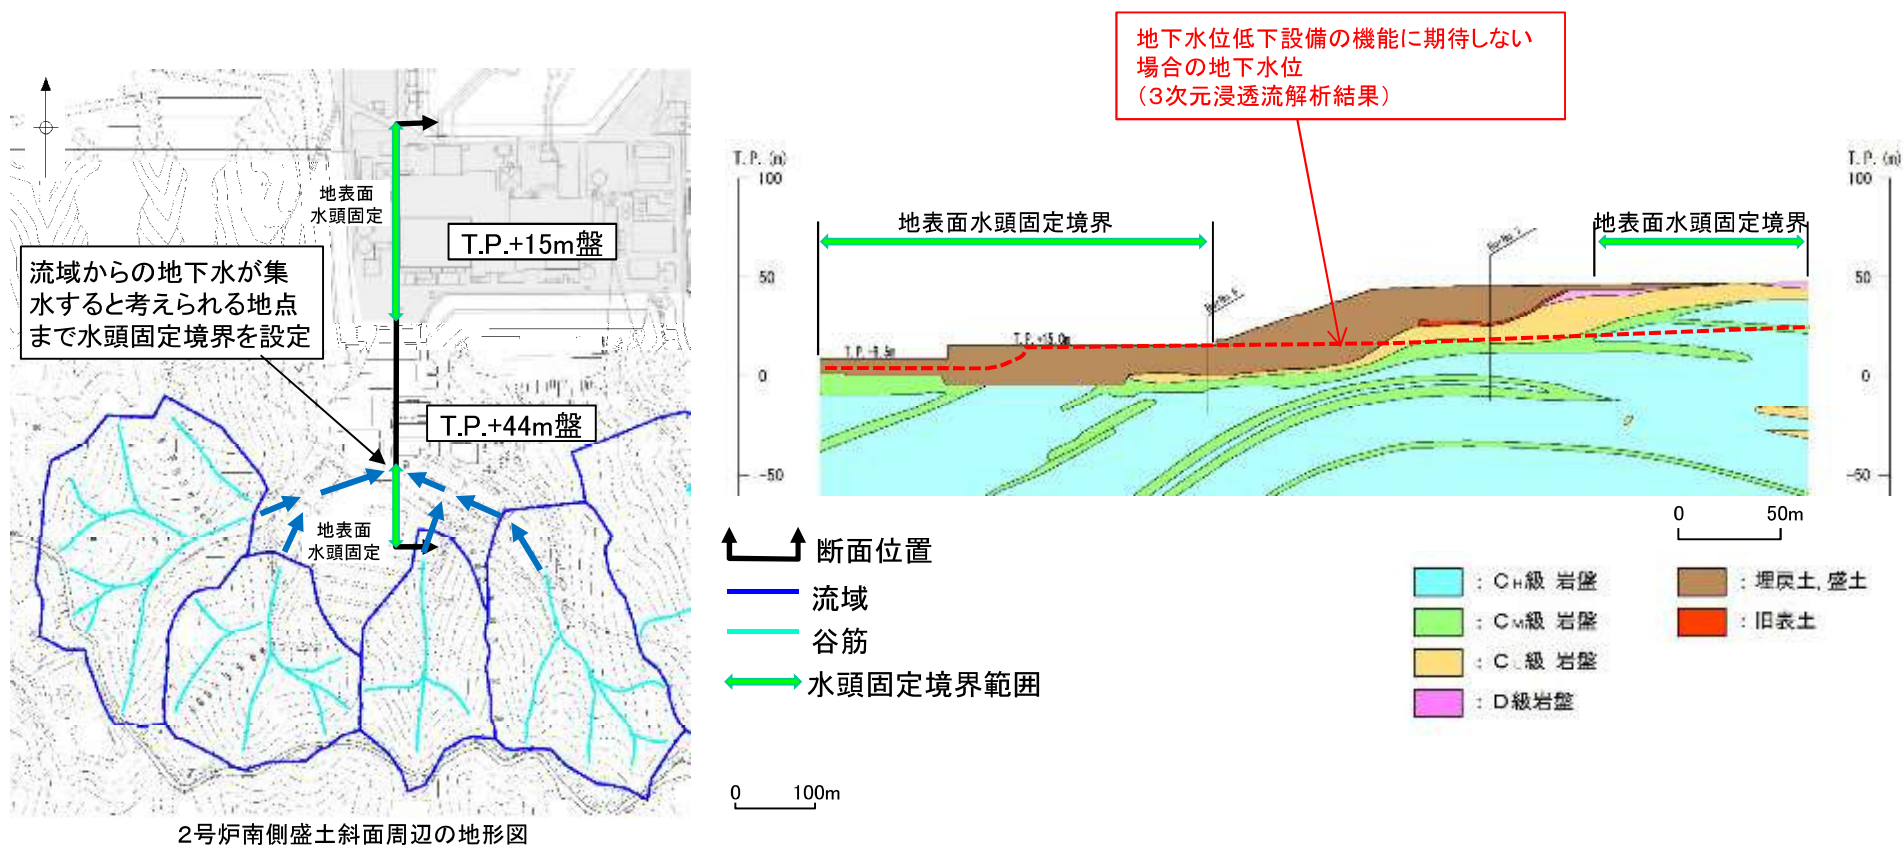 地下水位低下設備の機能に期待しない
場合の地下水位
(3次元浸透流解析結果)
地表面
水頭固定
T.P.+15m盤
流域からの地下水が集
水すると考えられる地点
まで水頭固定境界を設定
T.P.+44m盤
地表面
水頭固定
2号炉南側盛土斜面周辺の地形図
T.P.(m)
100
50
0
-50
地表面水頭固定境界
地表面水頭固定境界
T.P.+15.0m
T.P.(m)
100
50
0
-50
断面位置
流域
谷筋
水頭固定境界範囲
0 100m
0 50m
:CH級 岩盤
:CM級 岩盤
:CL級 岩盤
:D級岩盤
:埋戻土,盛土
:旧表土